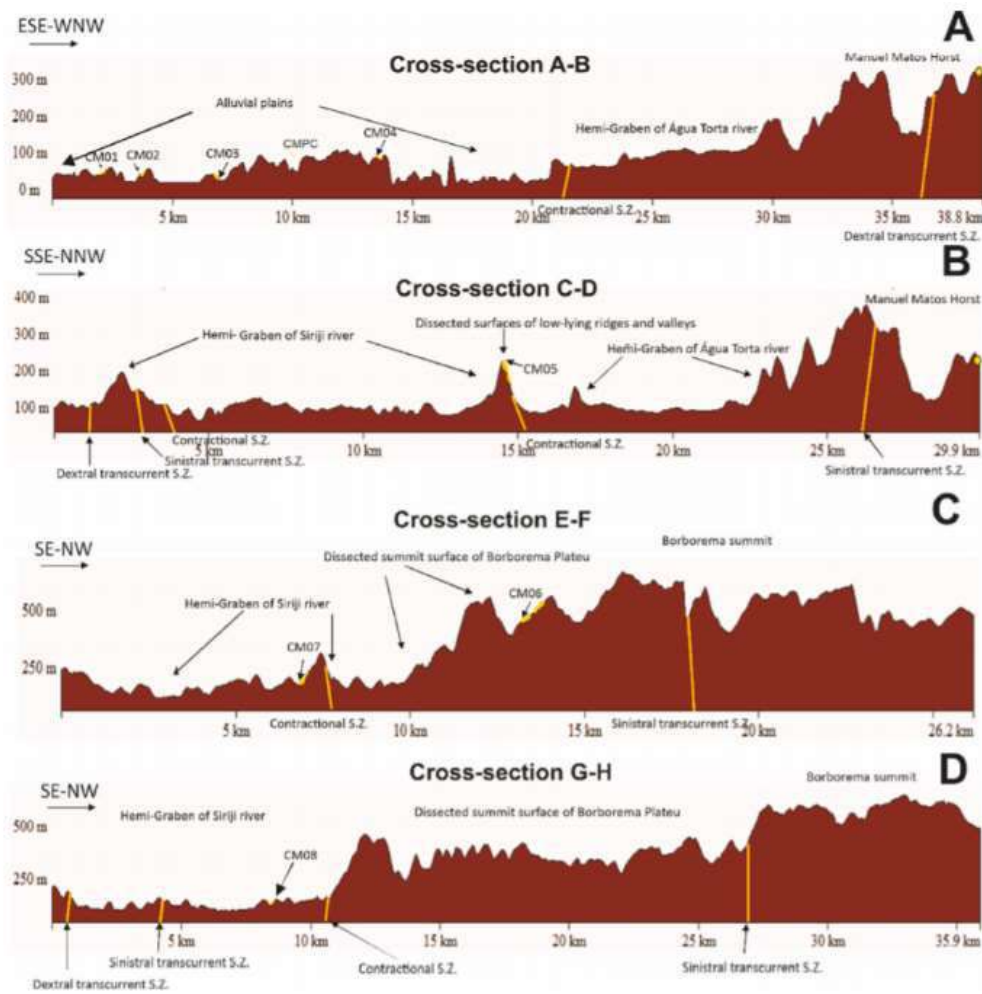 ESE-WNW
A
Cross-section A-B
Manuel Matos Horst
300 m
200 m
100 m
0 m
Alluvial plains
CM01
CM02
CM03
CMPC
CM04
Hemi-Graben of Água Torta river
Contractional S.Z.
5 km
10 km
15 km
20 km
25 km
30 km
35 km
38.8 km
Dextral transcurrent S.Z.
SSE-NNW
B
Cross-section C-D
Manuel Matos Horst
400 m
300 m
200 m
100 m
Hemi- Graben of Siriji river
Dissected surfaces of low-lying ridges and valleys
CM05
Hemi-Graben of Água Torta river
Contractional S.Z.
Contractional S.Z.
5 km
10 km
15 km
20 km
25 km
29.9 km
Sinistral transcurrent S.Z.
Dextral transcurrent S.Z.
Sinistral transcurrent S.Z.
C
Cross-section E-F
SE-NW
Dissected summit surface of Borborema Plateu
Borborema summit
500 m
250 m
Hemi-Graben of Siriji river
CM07
CM06
Contractional S.Z.
Sinistral transcurrent S.Z.
5 km
10 km
15 km
20 km
26.2 km
D
Cross-section G-H
SE-NW
Borborema summit
Hemi-Graben of Siriji river
Dissected summit surface of Borborema Plateu
500 m
250 m
CM08
5 km
10 km
15 km
20 km
25 km
30 km
35.9 km
Sinistral transcurrent S.Z.
Contractional S.Z.
Sinistral transcurrent S.Z.
Dextral transcurrent S.Z.